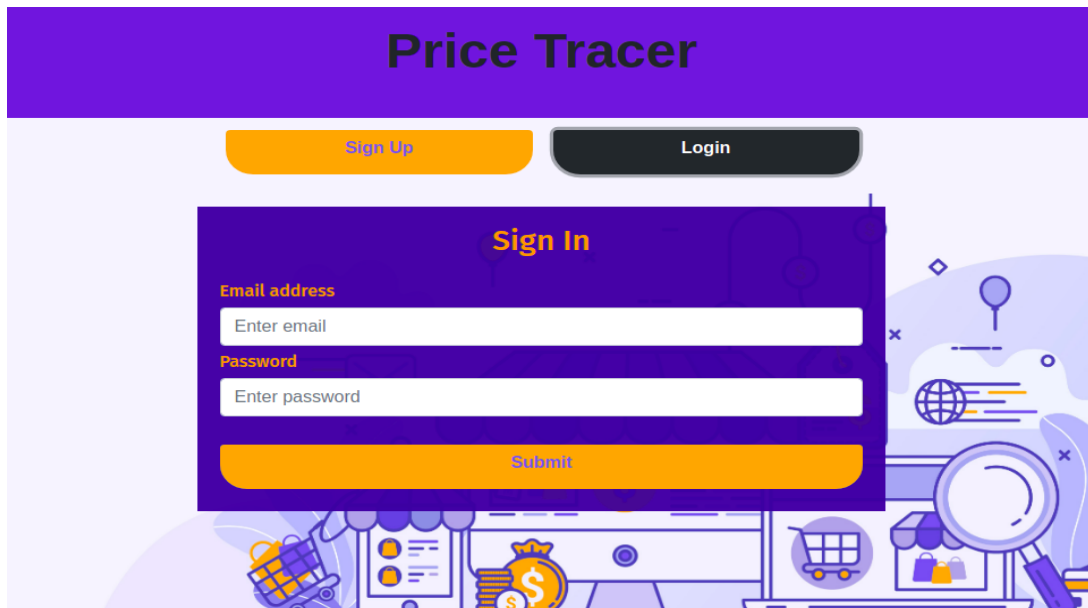 Price Tracer
Sign Up
Login
Sign In
Email address
Enter email
Password
Enter password
Submit
$
$